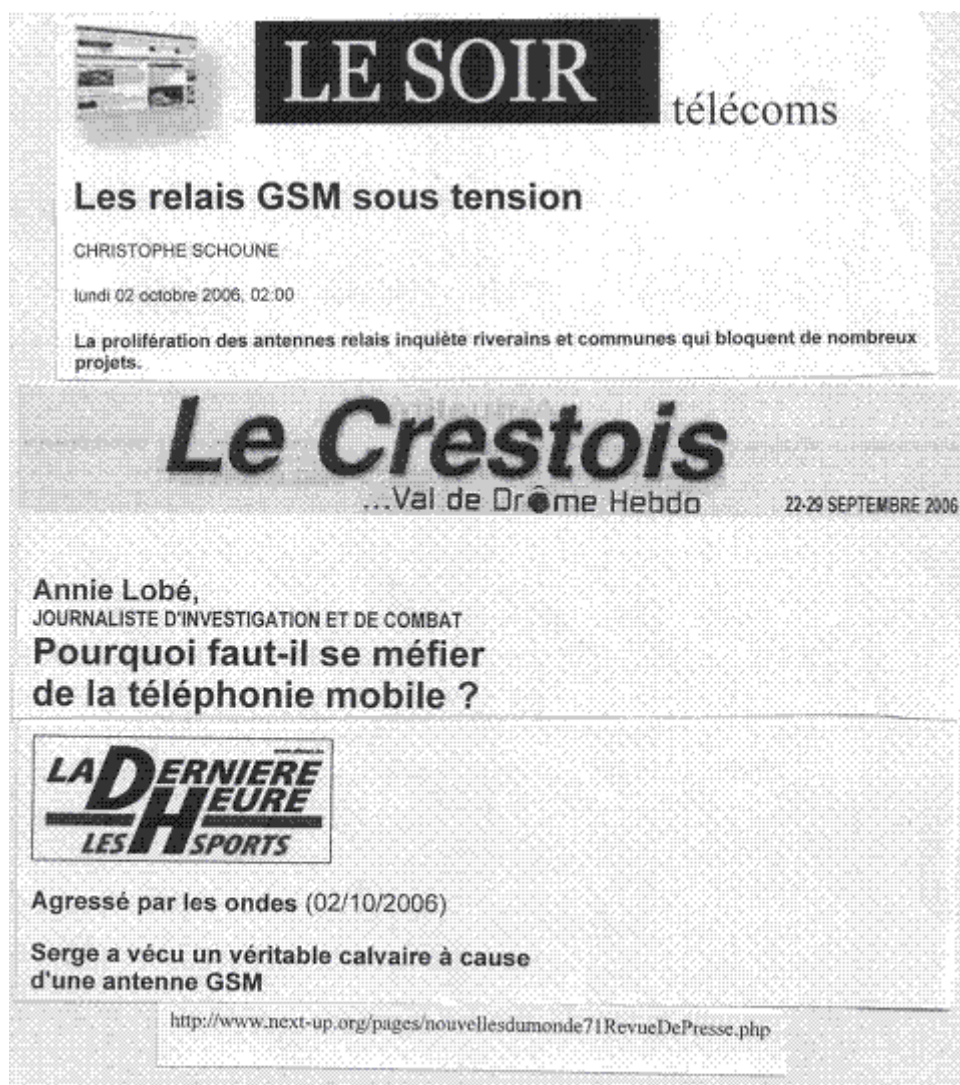 LE SOIR
télécoms
Les relais GSM sous tension
CHRISTOPHE SCHOUNE
lundi 02 octobre 2006, 02:00
La prolifération des antennes relais inquiète riverains et communes qui bloquent de nombreux
projets.
Le Crestois
...Val de Drôme Hebdo
22-29 SEPTEMBRE 2006
Annie Lobé,
JOURNALISTE D'INVESTIGATION ET DE COMBAT
Pourquoi faut-il se méfier
de la téléphonie mobile ?
LA DERNIERE
HEURE
LES SPORTS
Agressé par les ondes (02/10/2006)
Serge a vécu un véritable calvaire à cause
d'une antenne GSM
http://www.next-up.org/pages/nouvellesdumonde71RevueDePresse.php